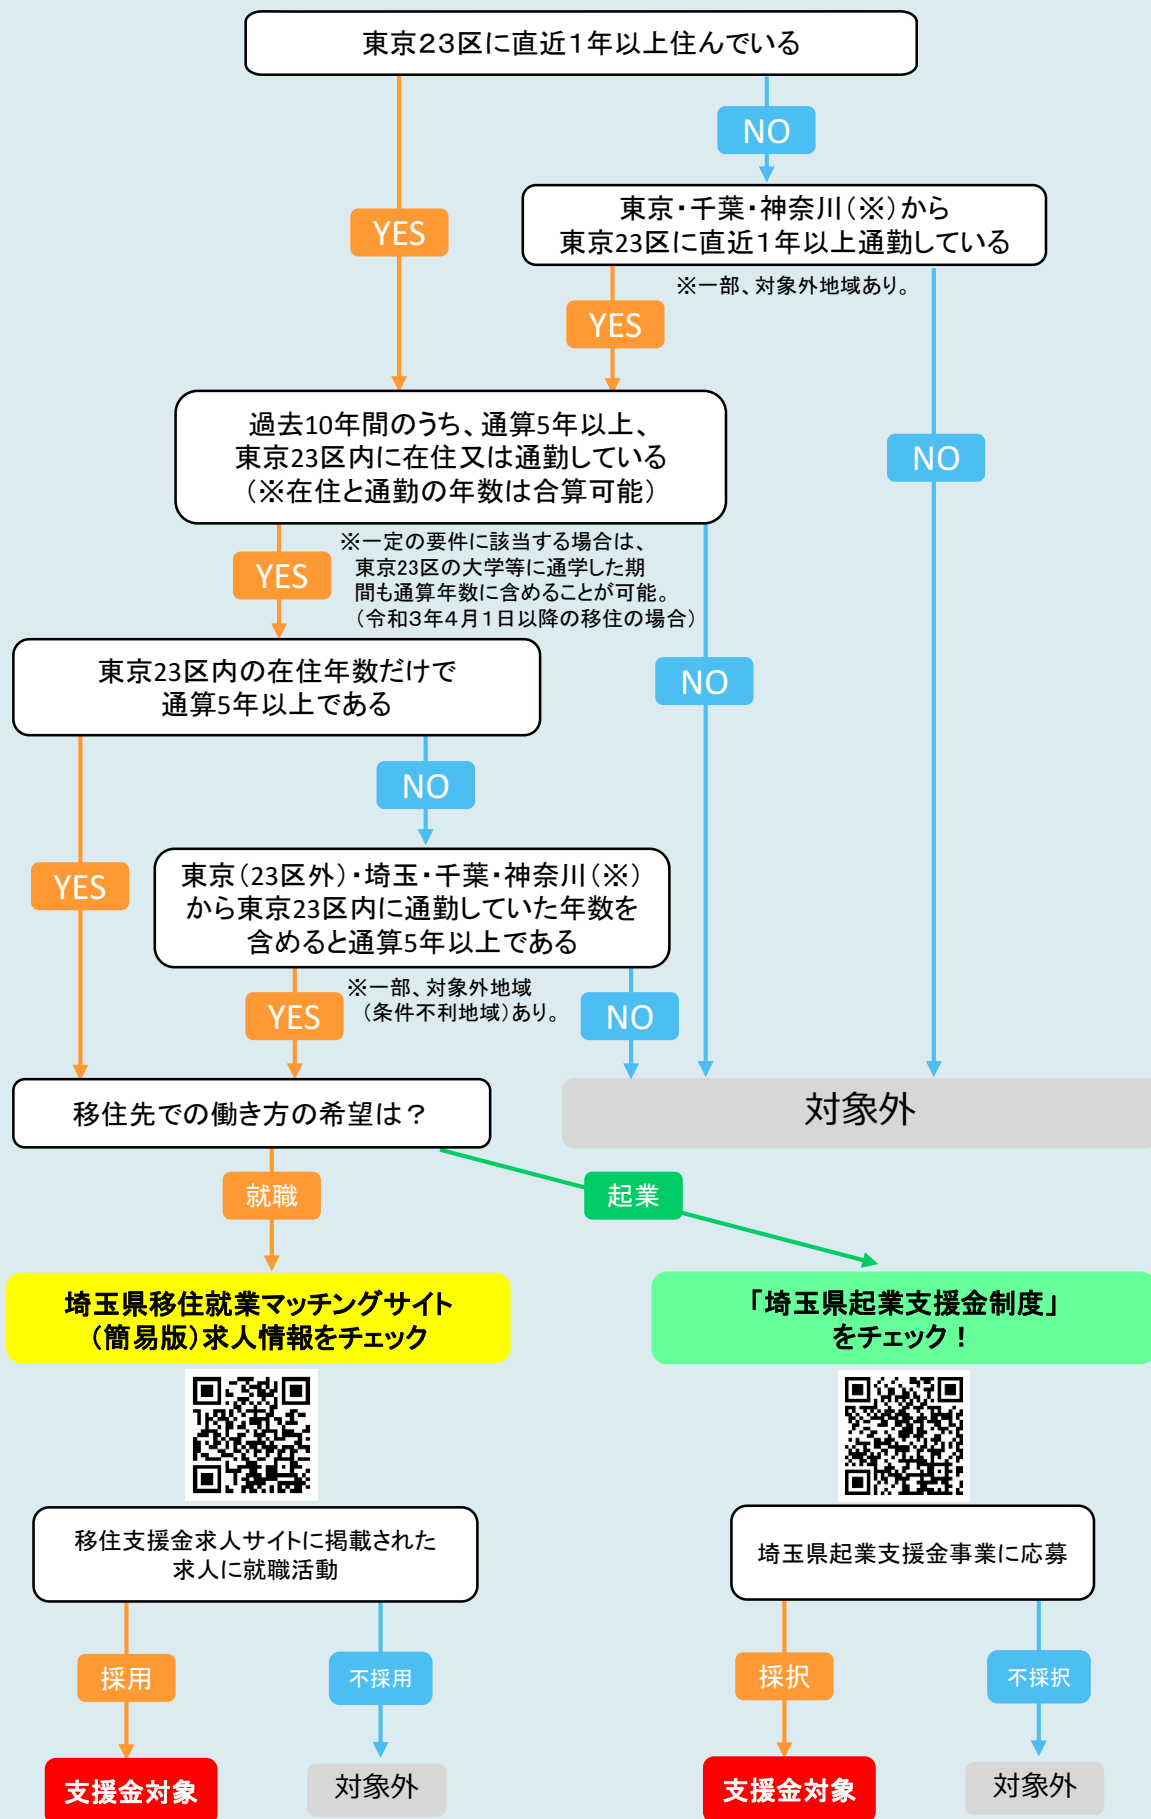 東京23区に直近1年以上住んでいる
NO
東京・千葉・神奈川(※)から
東京23区に直近1年以上通勤している
YES
※一部、対象外地域あり。
YES
過去10年間のうち、通算5年以上、
東京23区内に在住又は通勤している
(※在住と通勤の年数は合算可能)
NO
※一定の要件に該当する場合は、
東京23区の大学等に通学した期
間も通算年数に含めることが可能。
(令和3年4月1日以降の移住の場合)
YES
東京23区内の在住年数だけで
通算5年以上である
NO
NO
YES
東京(23区外)・埼玉・千葉・神奈川(※)
から東京23区内に通勤していた年数を
含めると通算5年以上である
※一部、対象外地域
(条件不利地域)あり。
YES
NO
移住先での働き方の希望は?
対象外
就職
起業
埼玉県移住就業マッチングサイト
(簡易版)求人情報をチェック
「埼玉県起業支援金制度」
をチェック!
移住支援金求人サイトに掲載された
求人に就職活動
埼玉県起業支援金事業に応募
採用
不採用
採択
不採択
支援金対象
対象外
支援金対象
対象外